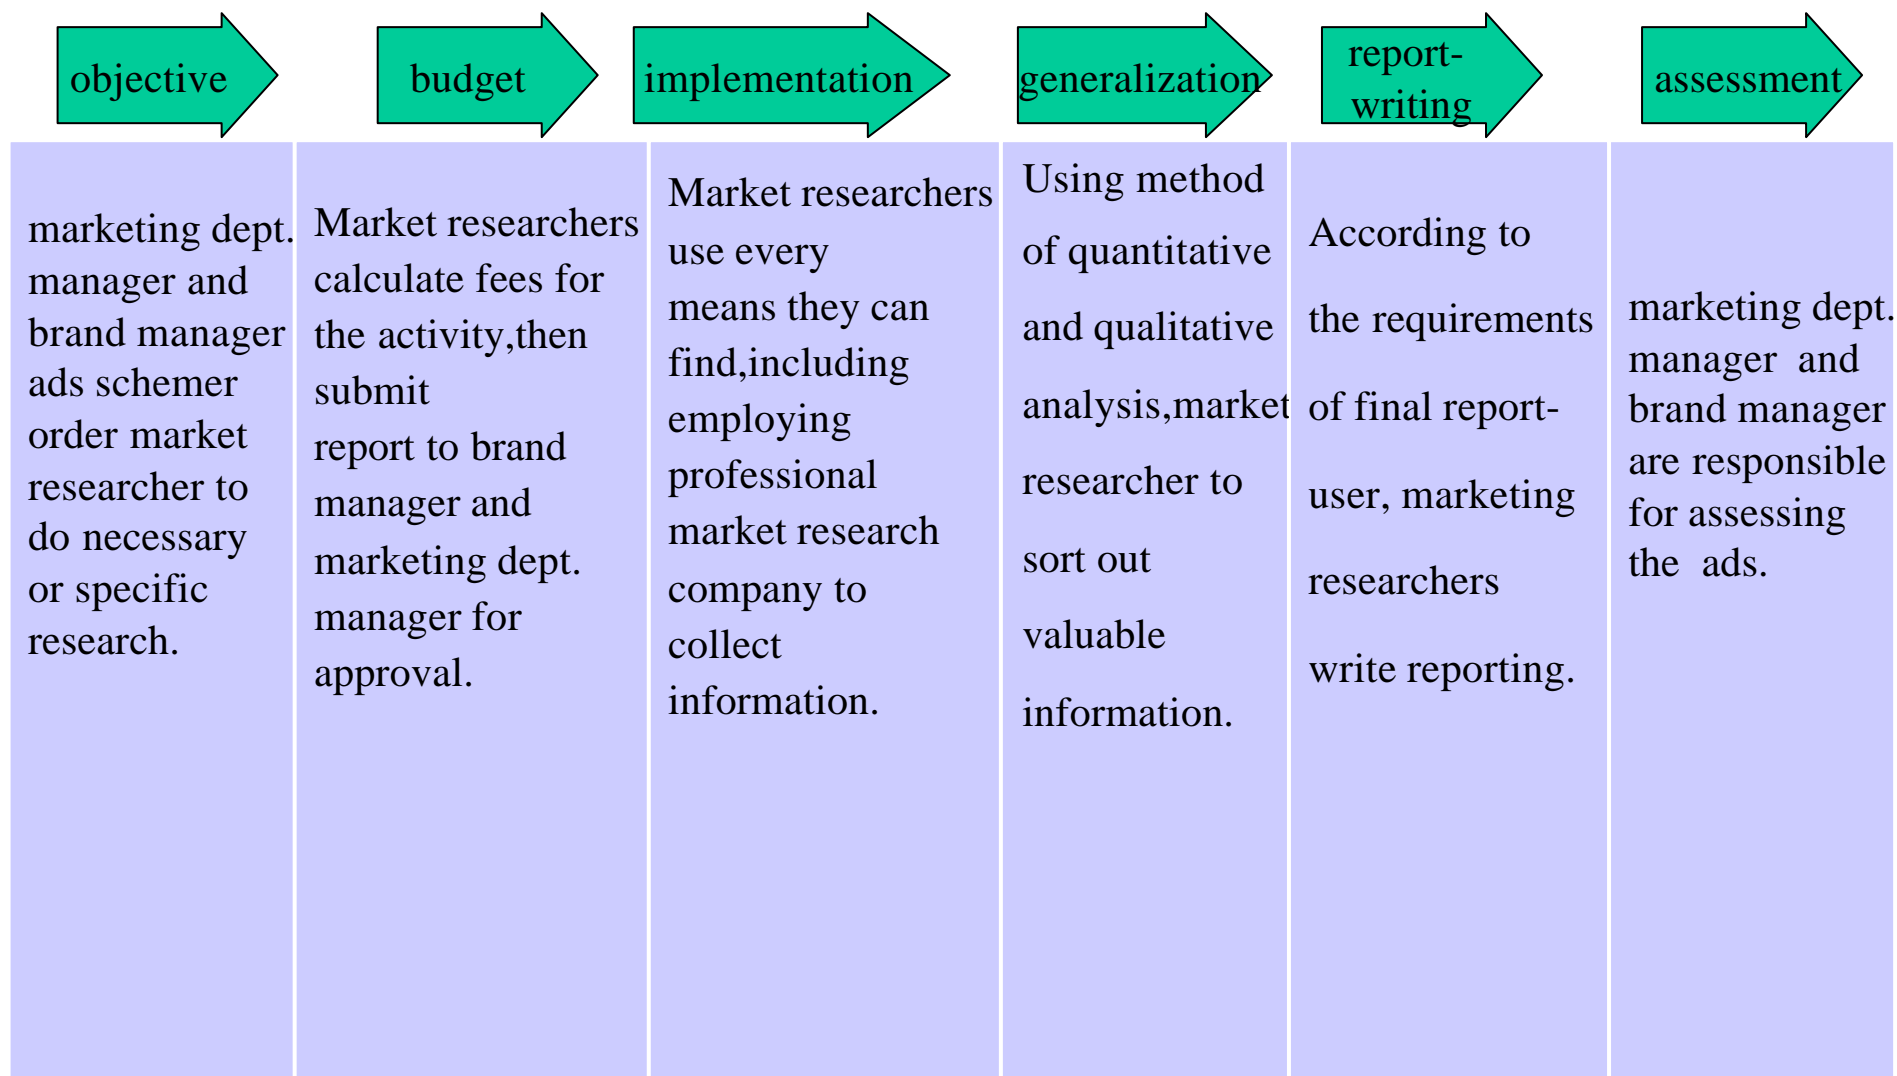 objective
budget
implementation
generalization
report-
writing
assessment
marketing dept.
manager and
brand manager
ads schemer
order market
researcher to
do necessary
or specific
research.
Market researchers
calculate fees for
the activity,then
submit
report to brand
manager and
marketing dept.
manager for
approval.
Market researchers
use every
means they can
find,including
employing
professional
market research
company to
collect
information.
Using method
of quantitative
and qualitative
analysis,market
researcher to
sort out
valuable
information.
According to
the requirements
of final report-
user, marketing
researchers
write reporting.
marketing dept.
manager  and
brand manager
are responsible
for assessing
the  ads.